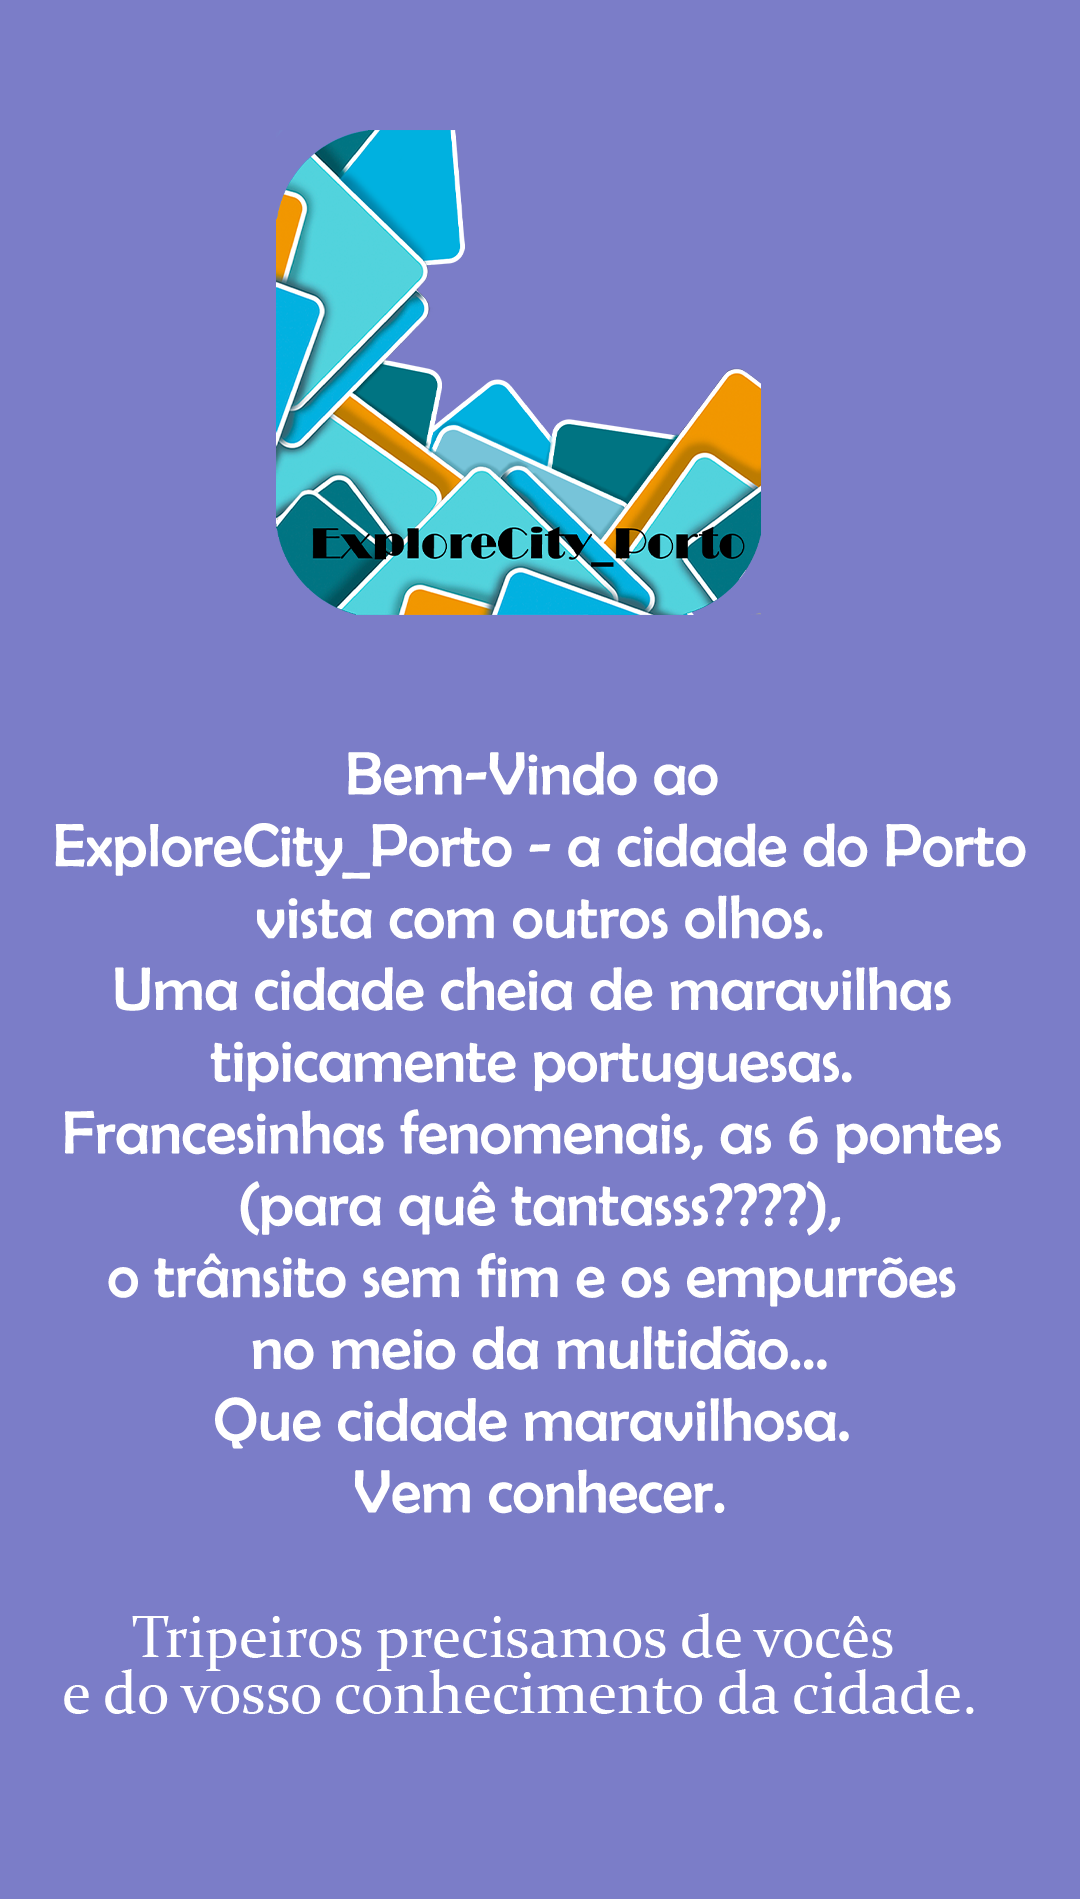 ExploreCity_Porto
Bem-Vindo ao
ExploreCity_Porto - a cidade do Porto
vista com outros olhos.
Uma cidade cheia de maravilhas
tipicamente portuguesas.
Francesinhas fenomenais, as 6 pontes
(para quê tantasss????),
o trânsito sem fim e os empurrões
no meio da multidão...
Que cidade maravilhosa.
Vem conhecer.
Tripeiros precisamos de vocês
e do vosso conhecimento da cidade.